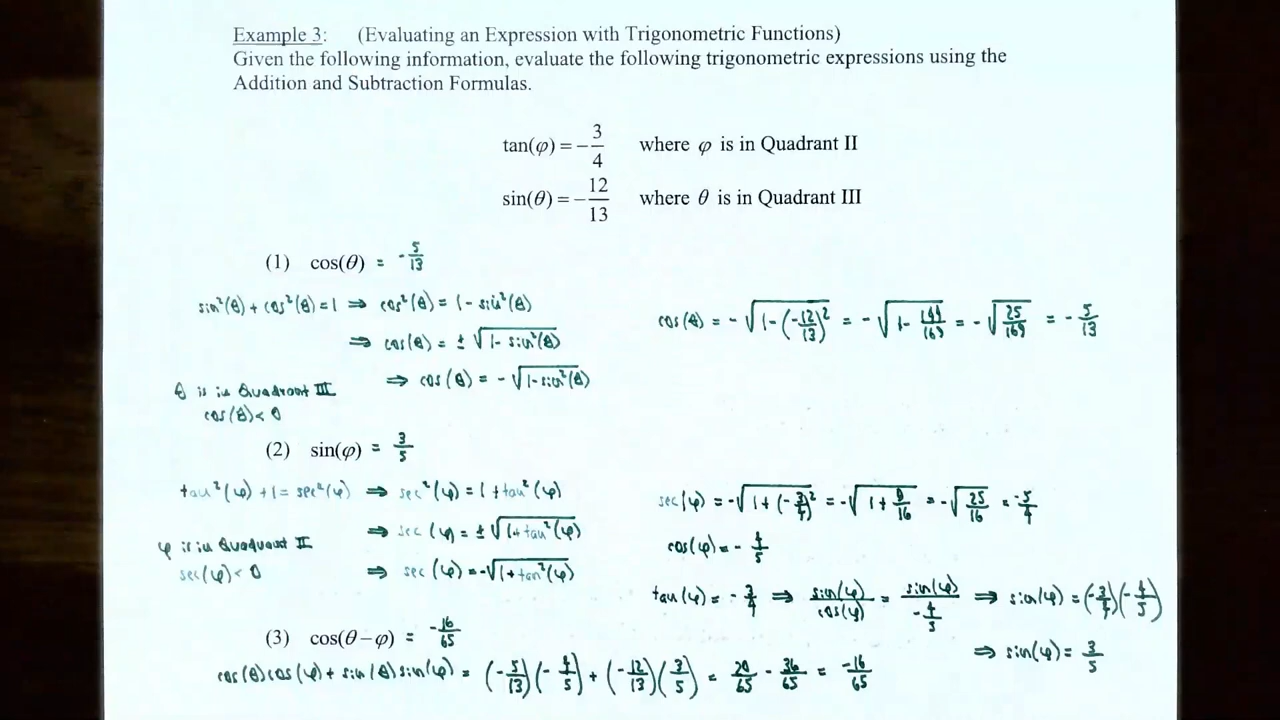 Example 3: (Evaluating an Expression with Trigonometric Functions)
Given the following information, evaluate the following trigonometric expressions using the
Addition and Subtraction Formulas.
tan(φ) = -3/4 where φ is in Quadrant II
sin(θ) = -12/13 where θ is in Quadrant III
(1) cos(θ) = -5/13
sin²(θ) + cos²(θ) = 1 ⇒ cos²(θ) = 1 - sin²(θ)
⇒ cos(θ) = ± √(1 - sin²(θ))
⇒ cos(θ) = - √(1 - sin²(θ))
θ is in Quadrant III
cos(θ) < 0
cos(θ) = - √(1 - (-12/13)²) = - √(1 - 144/169) = - √(25/169) = - 5/13
(2) sin(φ) = 3/5
tan²(φ) + 1 = sec²(φ) ⇒ sec²(φ) = 1 + tan²(φ)
⇒ sec(φ) = ± √(1 + tan²(φ))
φ is in Quadrant II
sec(φ) < 0 ⇒ sec(φ) = - √(1 + tan²(φ))
sec(φ) = - √(1 + (-3/4)²) = - √(1 + 9/16) = - √(25/16) = -5/4
cos(φ) = - 4/5
tan(φ) = - 3/4 ⇒ sin(φ)/cos(φ) = sin(φ)/(-4/5) ⇒ sin(φ) = (-3/4)(-4/5)
⇒ sin(φ) = 3/5
(3) cos(θ - φ) = -16/65
cos(θ)cos(φ) + sin(θ)sin(φ) = (-5/13)(-4/5) + (-12/13)(3/5) = 20/65 - 36/65 = -16/65